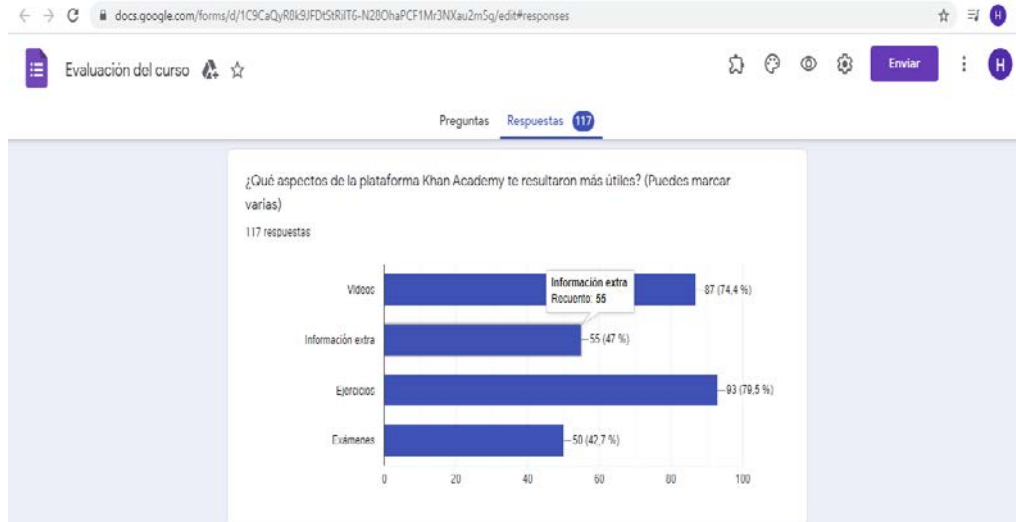 docs.google.com/forms/d/1C9CaQyR8k9JFDtStRilT6-N28OhaPCF1Mr3NXau2m5g/edit#responses
H
Evaluación del curso
Enviar
H
Preguntas Respuestas 117
¿Qué aspectos de la plataforma Khan Academy te resultaron más útiles? (Puedes marcar
varias)
117 respuestas
Información extra
Recuento: 55
Videos 87 (74,4 %)
Información extra 55 (47 %)
Ejercicios 93 (79,5 %)
Exámenes 50 (42,7 %)
0 20 40 60 80 100